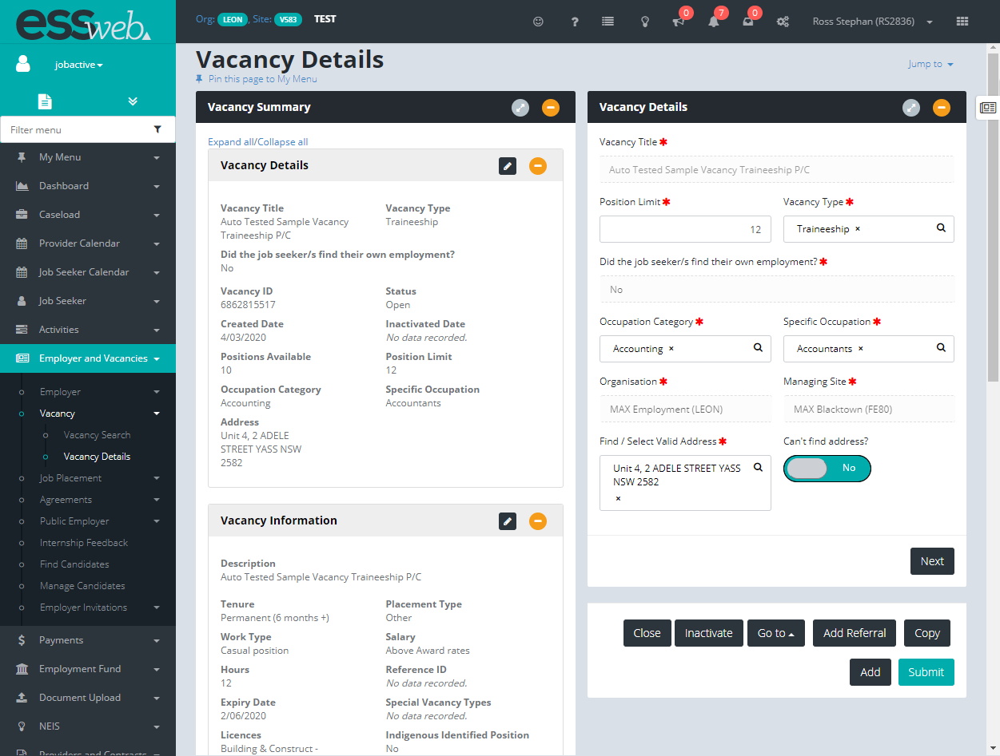 essweb.
Org: LEON, Site: VS83 TEST
0
7
0
Ross Stephan (RS2836)
jobactive
Filter menu
My Menu
Dashboard
Caseload
Provider Calendar
Job Seeker Calendar
Job Seeker
Activities
Employer and Vacancies
Employer
Vacancy
Vacancy Search
Vacancy Details
Job Placement
Agreements
Public Employer
Internship Feedback
Find Candidates
Manage Candidates
Employer Invitations
Payments
Employment Fund
Document Upload
NEIS
Providers and Contracts
Vacancy Details
Pin this page to My Menu
Jump to
Vacancy Summary
Expand all/Collapse all
Vacancy Details
Vacancy Title Vacancy Type
Auto Tested Sample Vacancy Traineeship
Traineeship P/C
Did the job seeker/s find their own employment?
No
Vacancy ID Status
6862815517 Open
Created Date Inactivated Date
4/03/2020 No data recorded.
Positions Available Position Limit
10 12
Occupation Category Specific Occupation
Accounting Accountants
Address
Unit 4, 2 ADELE
STREET YASS NSW
2582
Vacancy Information
Description
Auto Tested Sample Vacancy Traineeship P/C
Tenure Placement Type
Permanent (6 months +) Other
Work Type Salary
Casual position Above Award rates
Hours Reference ID
12 No data recorded.
Expiry Date Special Vacancy Types
2/06/2020 No data recorded.
Licences Indigenous Identified Position
Building & Construct - No
Vacancy Details
Vacancy Title ✱
Auto Tested Sample Vacancy Traineeship P/C
Position Limit ✱ Vacancy Type ✱
12 Traineeship ×
Did the job seeker/s find their own employment? ✱
No
Occupation Category ✱ Specific Occupation ✱
Accounting × Accountants ×
Organisation ✱ Managing Site ✱
MAX Employment (LEON) MAX Blacktown (FE80)
Find / Select Valid Address ✱ Can't find address?
Unit 4, 2 ADELE STREET YASS No
NSW 2582
×
Next
Close Inactivate Go to Add Referral Copy
Add Submit